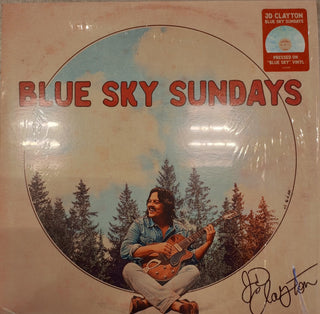 JD CLAYTON
BLUE SKY SUNDAYS
PRESSED ON
"BLUE SKY" VINYL
BLUE SKY SUNDAYS
JD Clayton